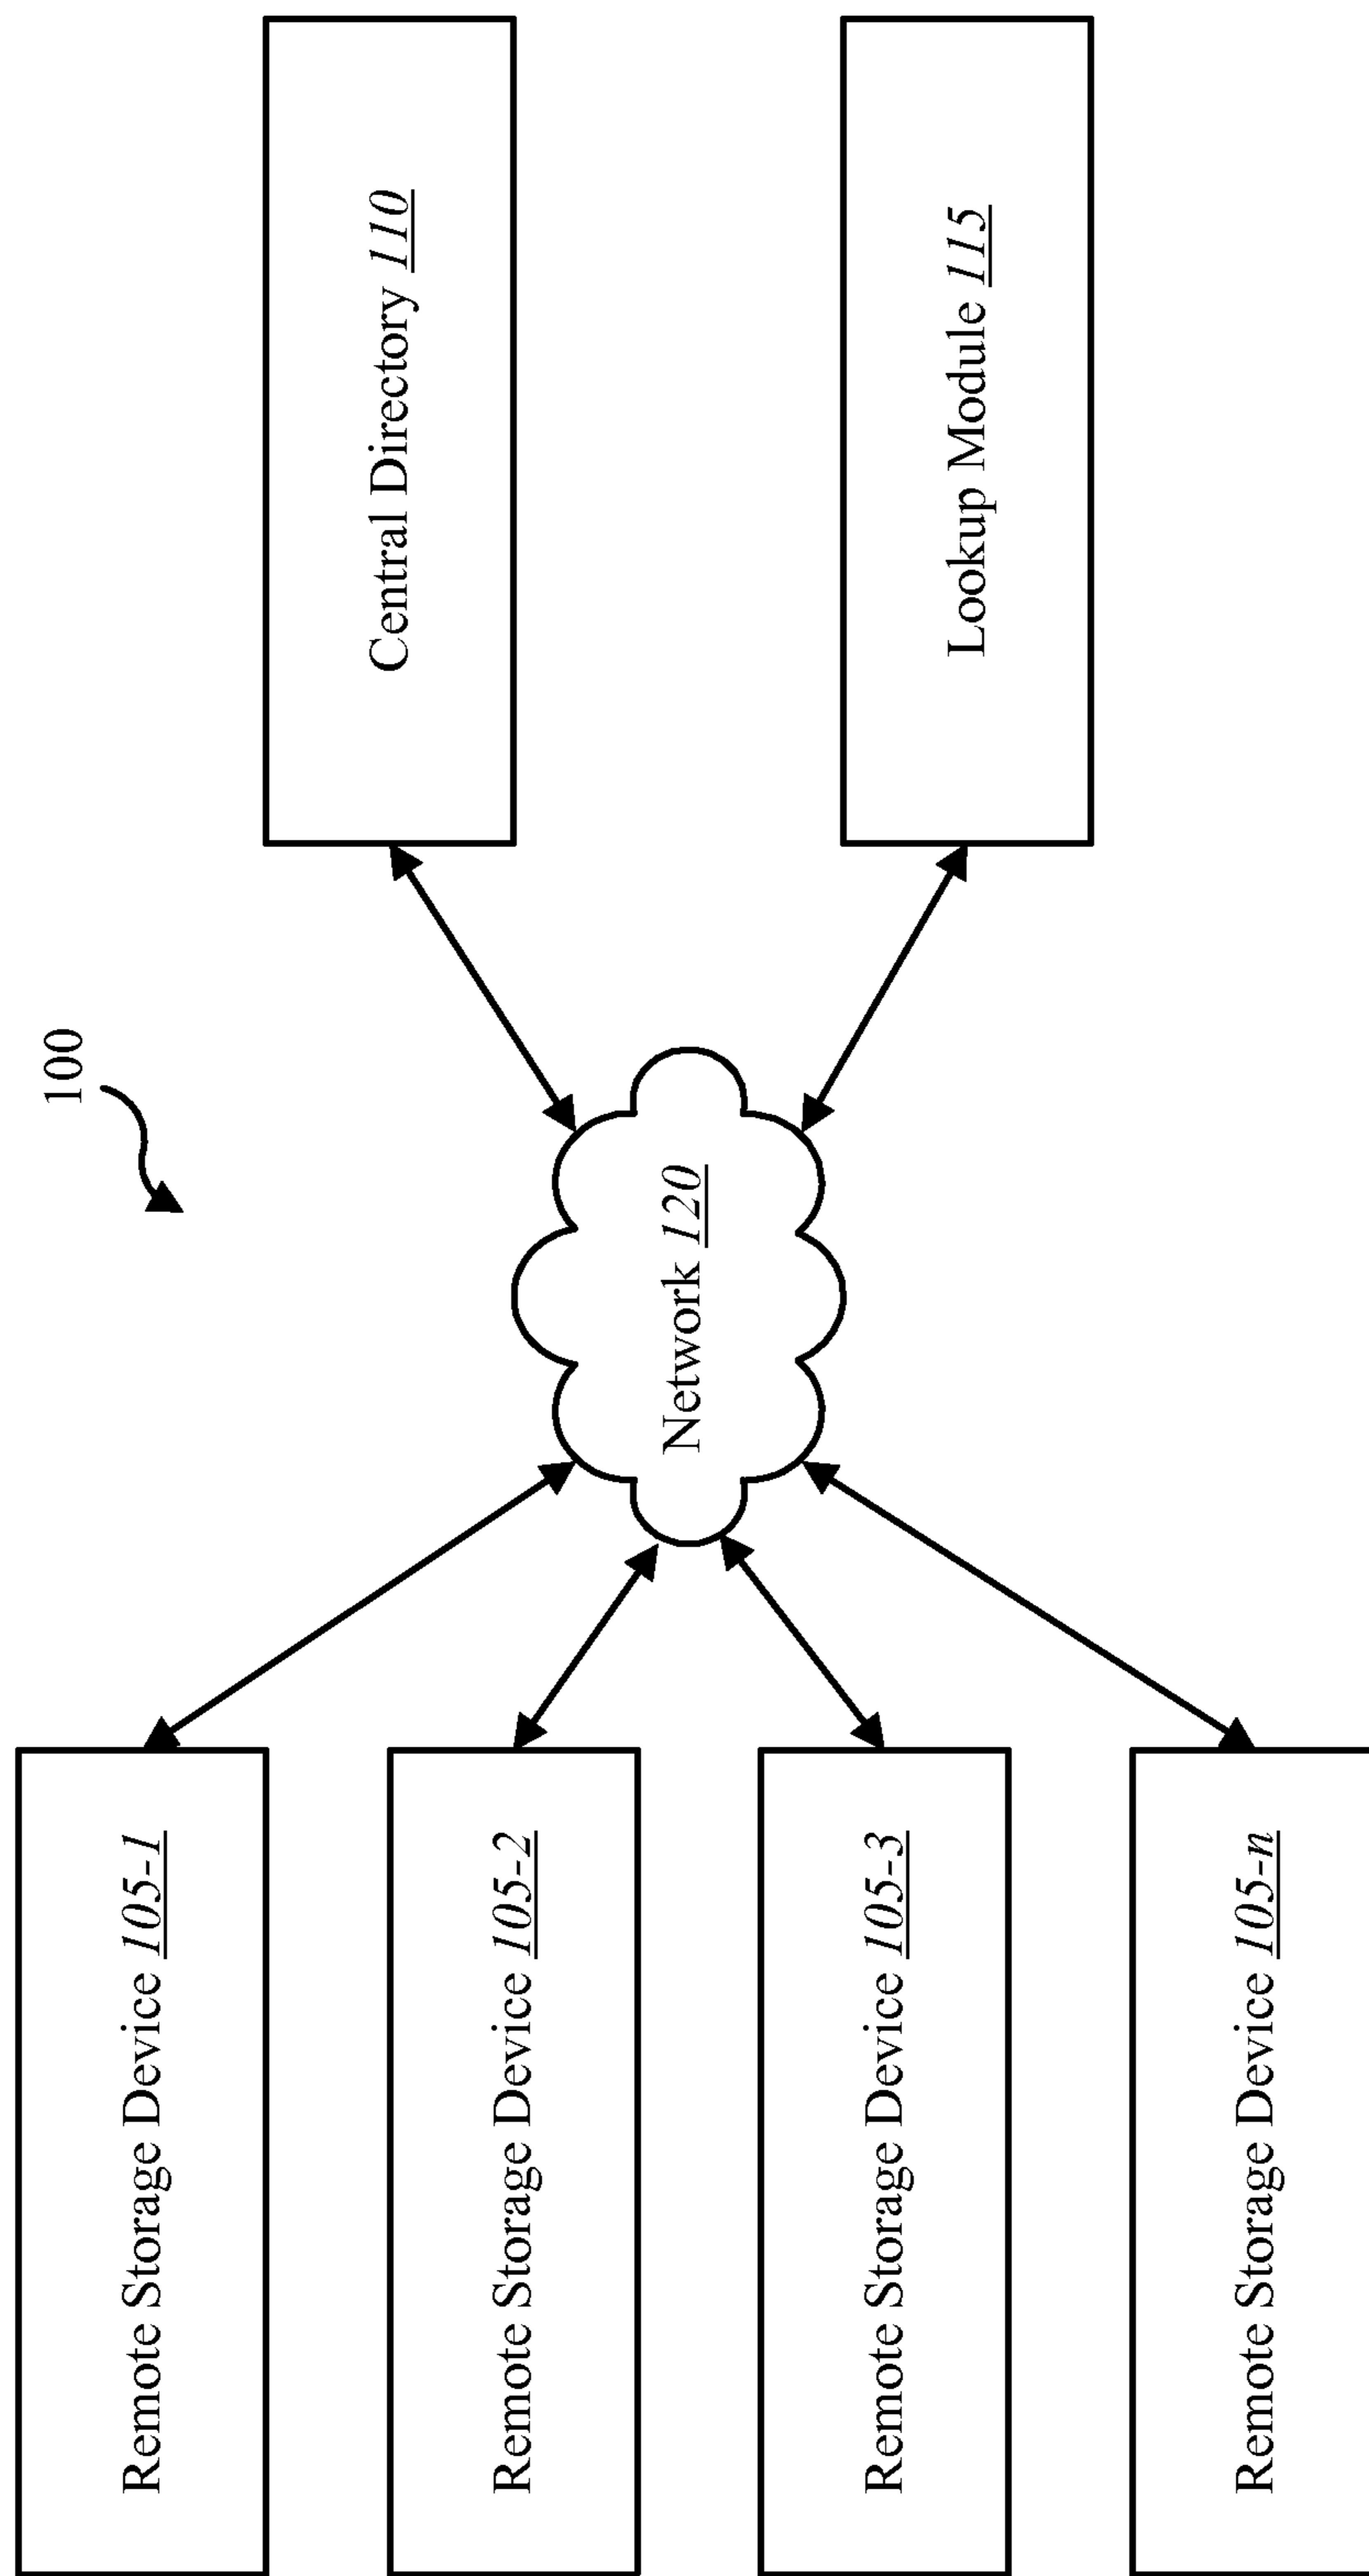 100
Remote Storage Device 105-1
Remote Storage Device 105-2
Remote Storage Device 105-3
Remote Storage Device 105-n
Network 120
Central Directory 110
Lookup Module 115